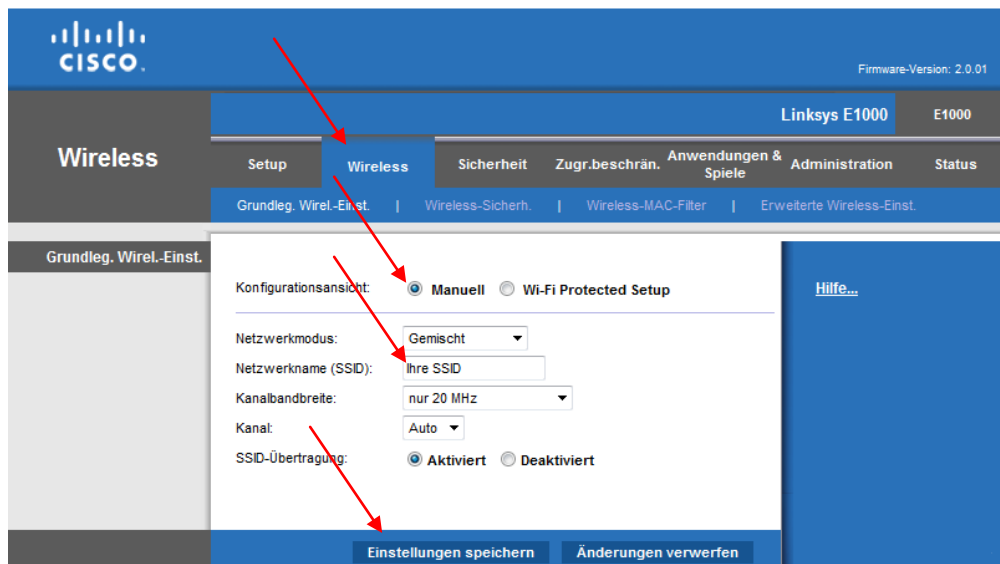 CISCO.
Firmware-Version: 2.0.01
Linksys E1000 E1000
Wireless
Setup Wireless Sicherheit Zugr.beschrän. Anwendungen & Spiele Administration Status
Grundleg. Wirel.-Einst. | Wireless-Sicherh. | Wireless-MAC-Filter | Erweiterte Wireless-Einst.
Grundleg. Wirel.-Einst.
Konfigurationsansicht: Manuell Wi-Fi Protected Setup
Hilfe...
Netzwerkmodus: Gemischt
Netzwerkname (SSID): Ihre SSID
Kanalbandbreite: nur 20 MHz
Kanal: Auto
SSID-Übertragung: Aktiviert Deaktiviert
Einstellungen speichern Änderungen verwerfen